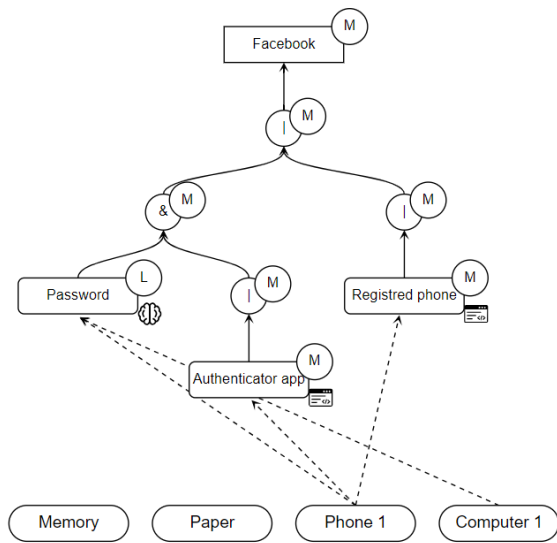 M
Facebook
|
M
&
M
|
M
L
Password
|
M
M
Registred phone
M
Authenticator app
Memory
Paper
Phone 1
Computer 1